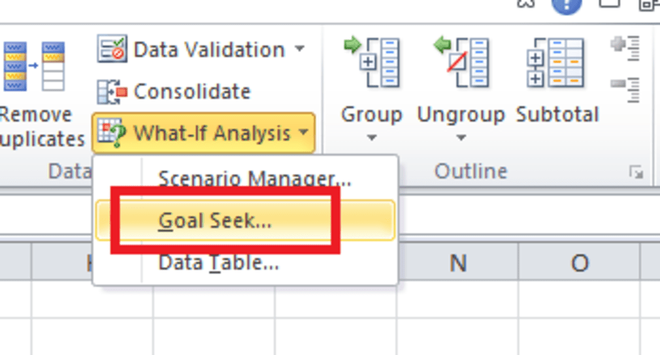 Data Validation
Remove
uplicates
Consolidate
What-If Analysis
Group
Ungroup
Subtotal
Data
Outline
Scenario Manager...
Goal Seek...
Data Table...
N
O